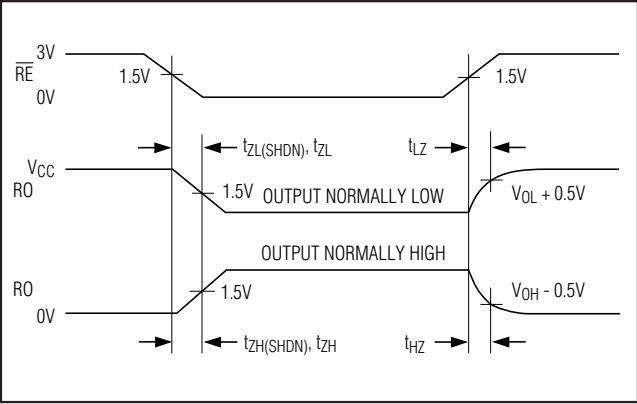 3V
R̅E̅
0V
1.5V
1.5V
tZL(SHDN), tZL
tLZ
VCC
RO
1.5V
OUTPUT NORMALLY LOW
VOL + 0.5V
OUTPUT NORMALLY HIGH
RO
0V
1.5V
VOH - 0.5V
tZH(SHDN), tZH
tHZ